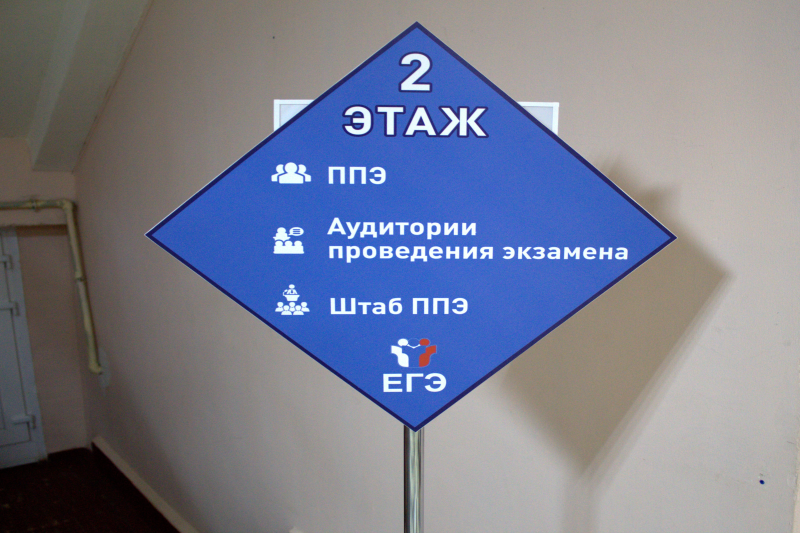 2
ЭТАЖ
ППЭ
Аудитории
проведения экзамена
Штаб ППЭ
ЕГЭ